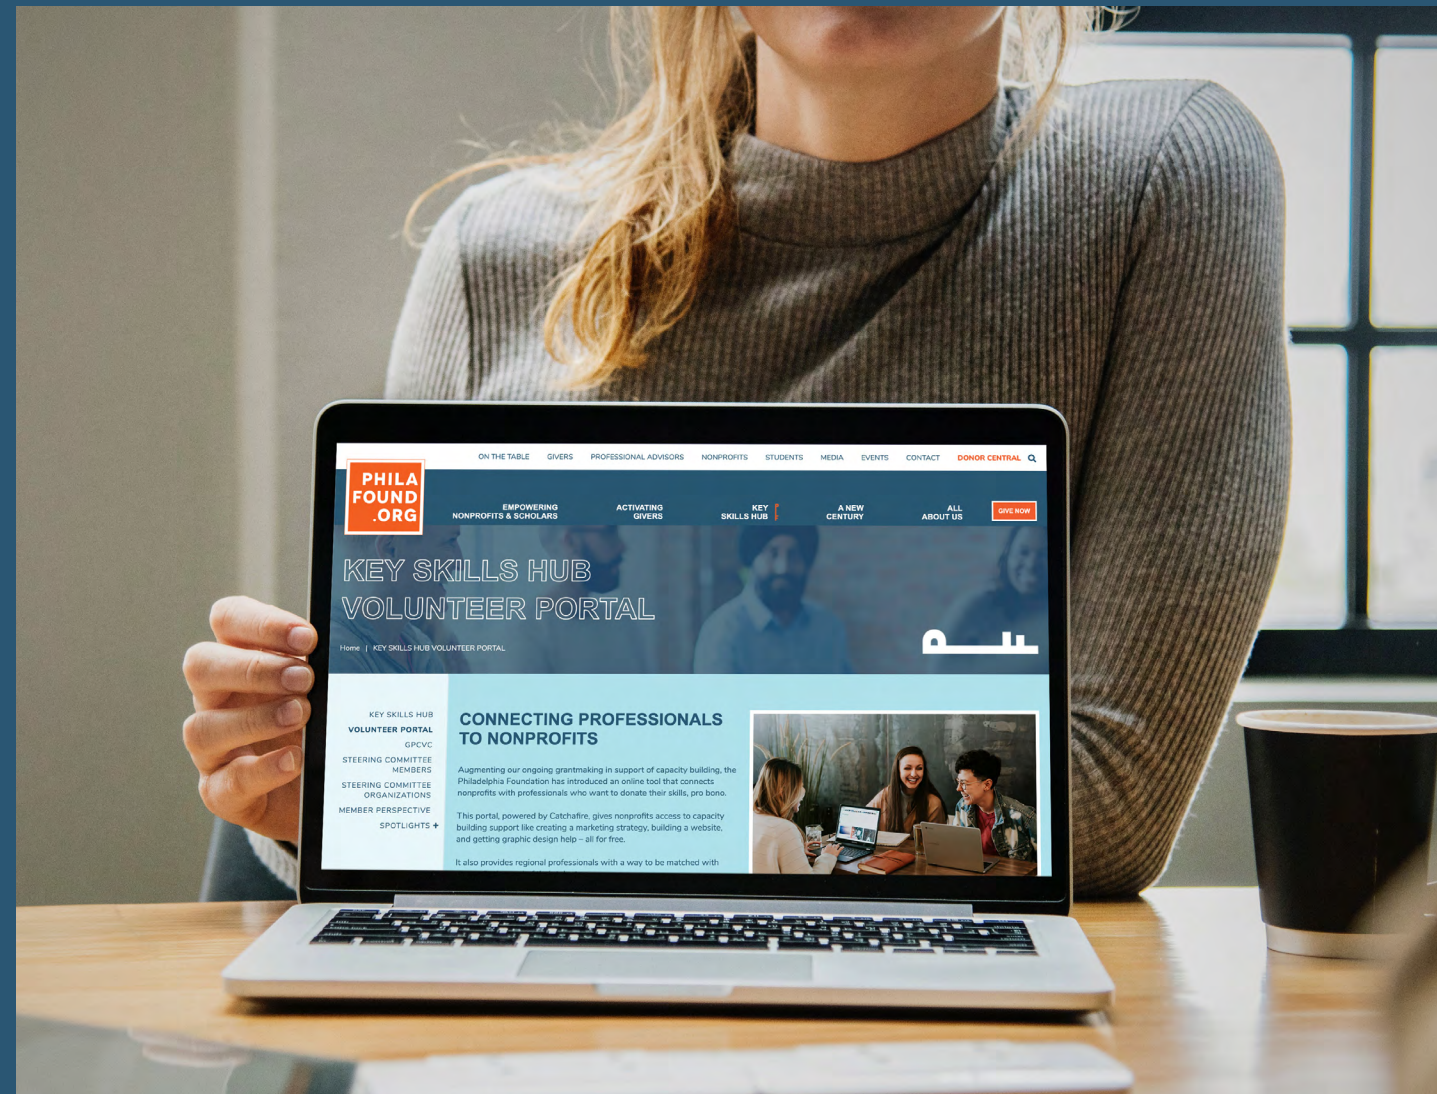 ON THE TABLE GIVERS PROFESSIONAL ADVISORS NONPROFITS STUDENTS MEDIA EVENTS CONTACT DONOR CENTRAL
PHILA
FOUND
.ORG
EMPOWERING
NONPROFITS & SCHOLARS
ACTIVATING
GIVERS
KEY
SKILLS HUB
A NEW
CENTURY
ALL
ABOUT US
GIVE NOW
KEY SKILLS HUB
VOLUNTEER PORTAL
Home | KEY SKILLS HUB VOLUNTEER PORTAL
KEY SKILLS HUB
VOLUNTEER PORTAL
GPCVC
STEERING COMMITTEE
MEMBERS
STEERING COMMITTEE
ORGANIZATIONS
MEMBER PERSPECTIVE
SPOTLIGHTS +
CONNECTING PROFESSIONALS
TO NONPROFITS
Augmenting our ongoing grantmaking in support of capacity building, the
Philadelphia Foundation has introduced an online tool that connects
nonprofits with professionals who want to donate their skills, pro bono.
This portal, powered by Catchafire, gives nonprofits access to capacity
building support like creating a marketing strategy, building a website,
and getting graphic design help – all for free.
It also provides regional professionals with a way to be matched with